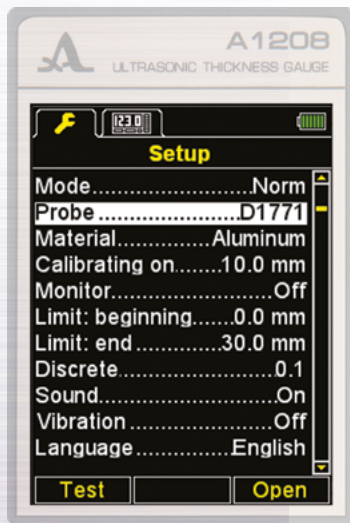 A1208
ULTRASONIC THICKNESS GAUGE
123.0
Setup
Mode..........................Norm
Probe........................D1771
Material................Aluminum
Calibrating on........10.0 mm
Monitor...........................Off
Limit: beginning.......0.0 mm
Limit: end..............30.0 mm
Discrete..........................0.1
Sound.............................On
Vibration.........................Off
Language................English
Test Open